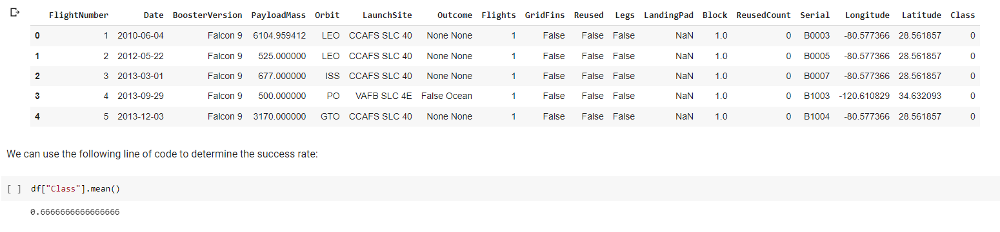 FlightNumber Date BoosterVersion PayloadMass Orbit LaunchSite Outcome Flights GridFins Reused Legs LandingPad Block ReusedCount Serial Longitude Latitude Class
0 1 2010-06-04 Falcon 9 6104.959412 LEO CCAFS SLC 40 None None 1 False False False NaN 1.0 0 B0003 -80.577366 28.561857 0
1 2 2012-05-22 Falcon 9 525.000000 LEO CCAFS SLC 40 None None 1 False False False NaN 1.0 0 B0005 -80.577366 28.561857 0
2 3 2013-03-01 Falcon 9 677.000000 ISS CCAFS SLC 40 None None 1 False False False NaN 1.0 0 B0007 -80.577366 28.561857 0
3 4 2013-09-29 Falcon 9 500.000000 PO VAFB SLC 4E False Ocean 1 False False False NaN 1.0 0 B1003 -120.610829 34.632093 0
4 5 2013-12-03 Falcon 9 3170.000000 GTO CCAFS SLC 40 None None 1 False False False NaN 1.0 0 B1004 -80.577366 28.561857 0
We can use the following line of code to determine the success rate:
[ ] df["Class"].mean()
0.6666666666666666